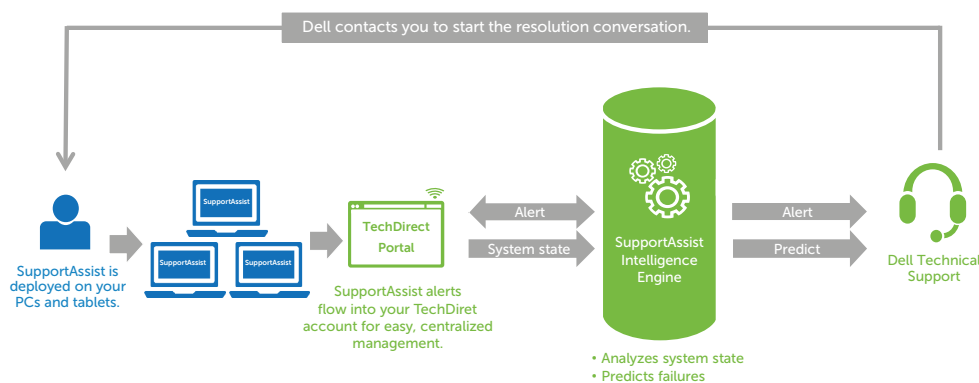 Dell contacts you to start the resolution conversation.
SupportAssist
SupportAssist
SupportAssist
SupportAssist is
deployed on your
PCs and tablets.
TechDirect
Portal
SupportAssist alerts
flow into your TechDiret
account for easy, centralized
management.
Alert
System state
SupportAssist
Intelligence
Engine
• Analyzes system state
• Predicts failures
Alert
Predict
Dell Technical
Support